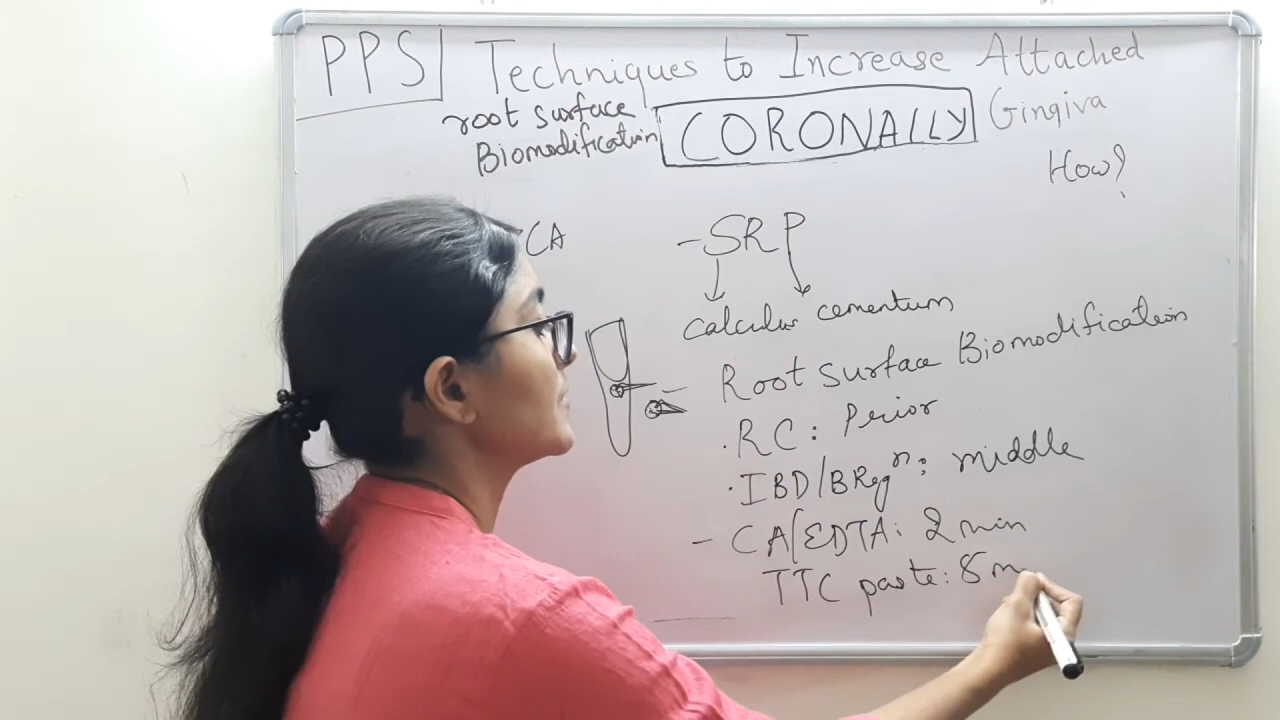 PPS Techniques to Increase Attached
root surface
Biomodification CORONALLY Gingiva
How?
CA - SRP
calculus cementum
- Root surface Biomodification
. RC: Prior
. IBD/BRegⁿ: middle
- CA/EDTA: 2 min
TTC paste: 8 m